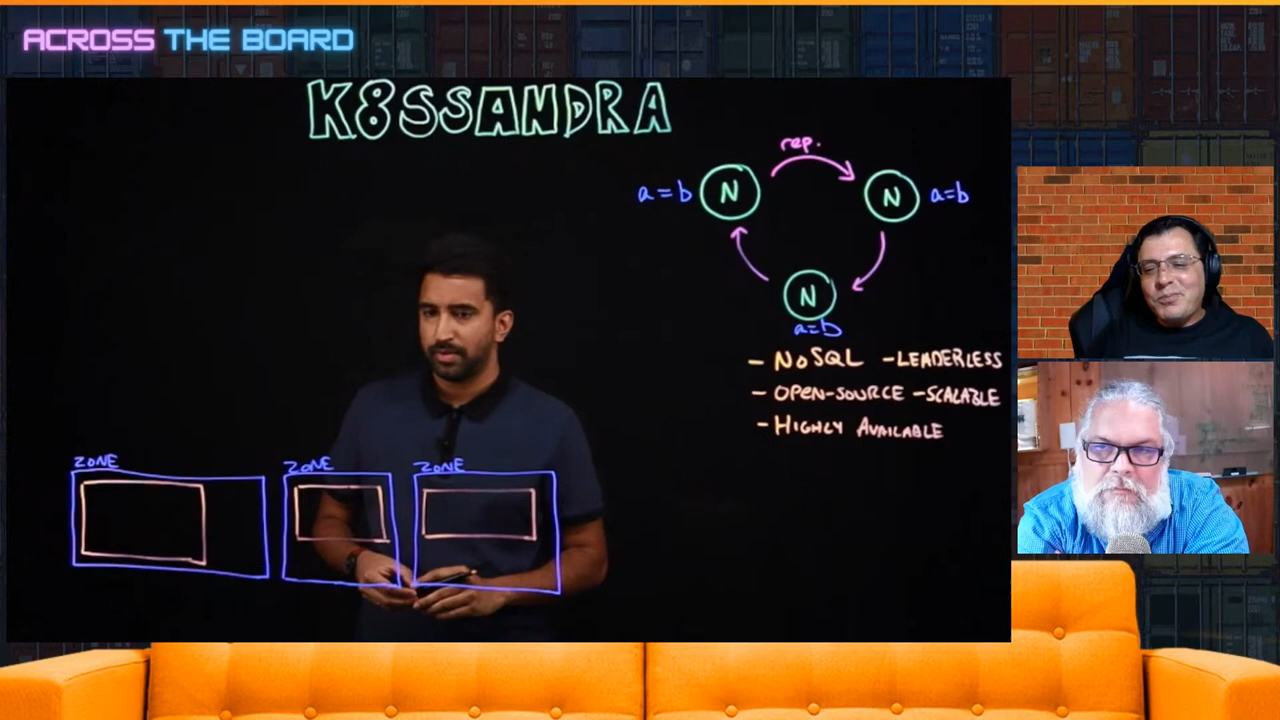 ACROSS THE BOARD
K8SSANDRA
rep.
a=b N N a=b
N
a=b
- NoSQL - LEADERLESS
- OPEN-SOURCE - SCALABLE
- HIGHLY AVAILABLE
ZONE ZONE ZONE